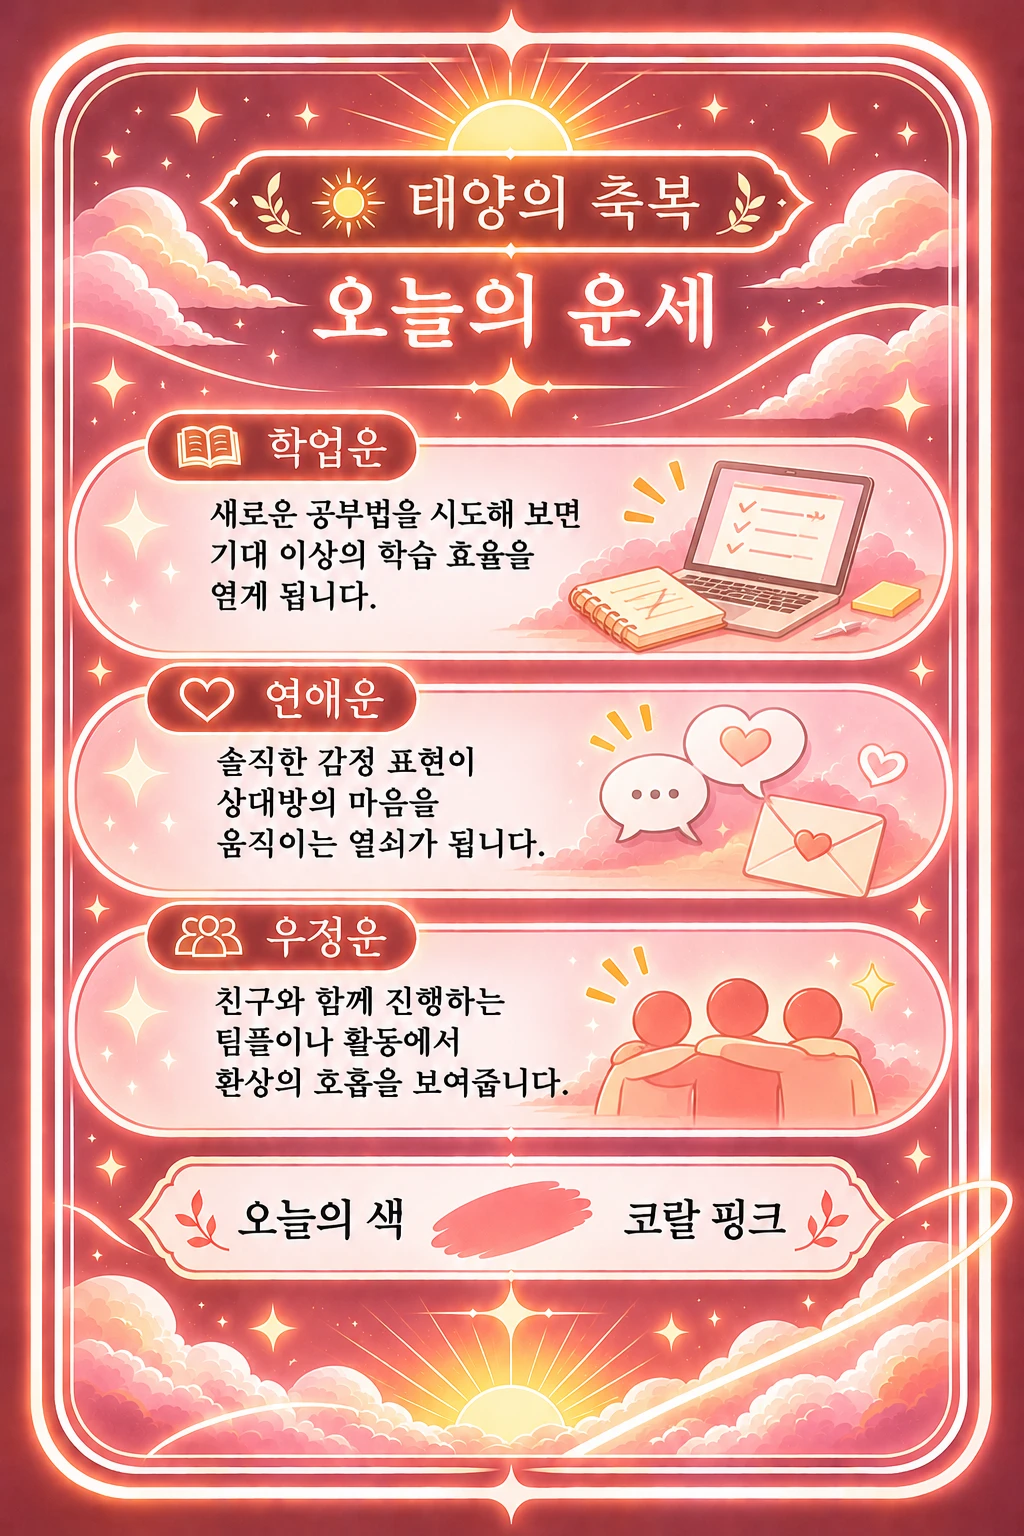 태양의 축복
오늘의 운세
학업운
새로운 공부법을 시도해 보면
기대 이상의 학습 효율을
연게 됩니다.
연애운
솔직한 감정 표현이
상대방의 마음을
움직이는 열쇠가 됩니다.
우정운
친구와 함께 진행하는
팀플이나 활동에서
환상의 호흡을 보여줍니다.
오늘의 색
코랄 핑크